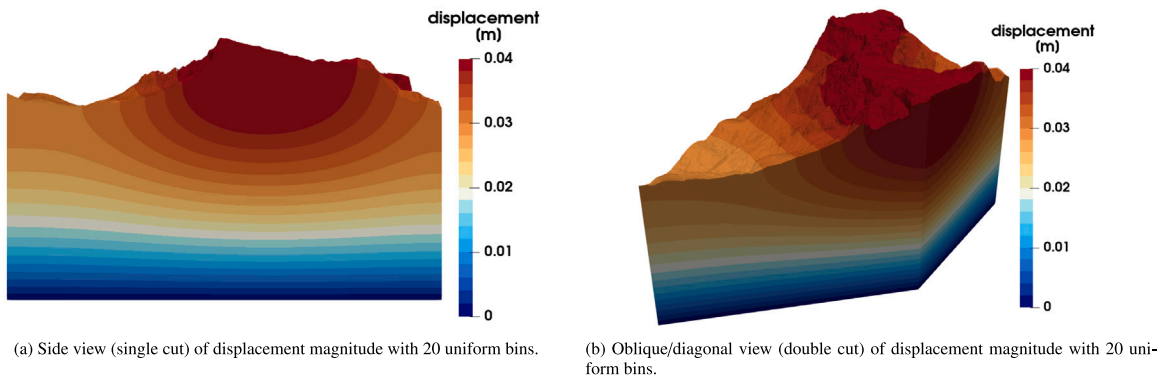 displacement
(m)
0.04
0.03
0.02
0.01
0
(a) Side view (single cut) of displacement magnitude with 20 uniform bins.
displacement
(m)
0.04
0.03
0.02
0.01
0
(b) Oblique/diagonal view (double cut) of displacement magnitude with 20 uni-
form bins.